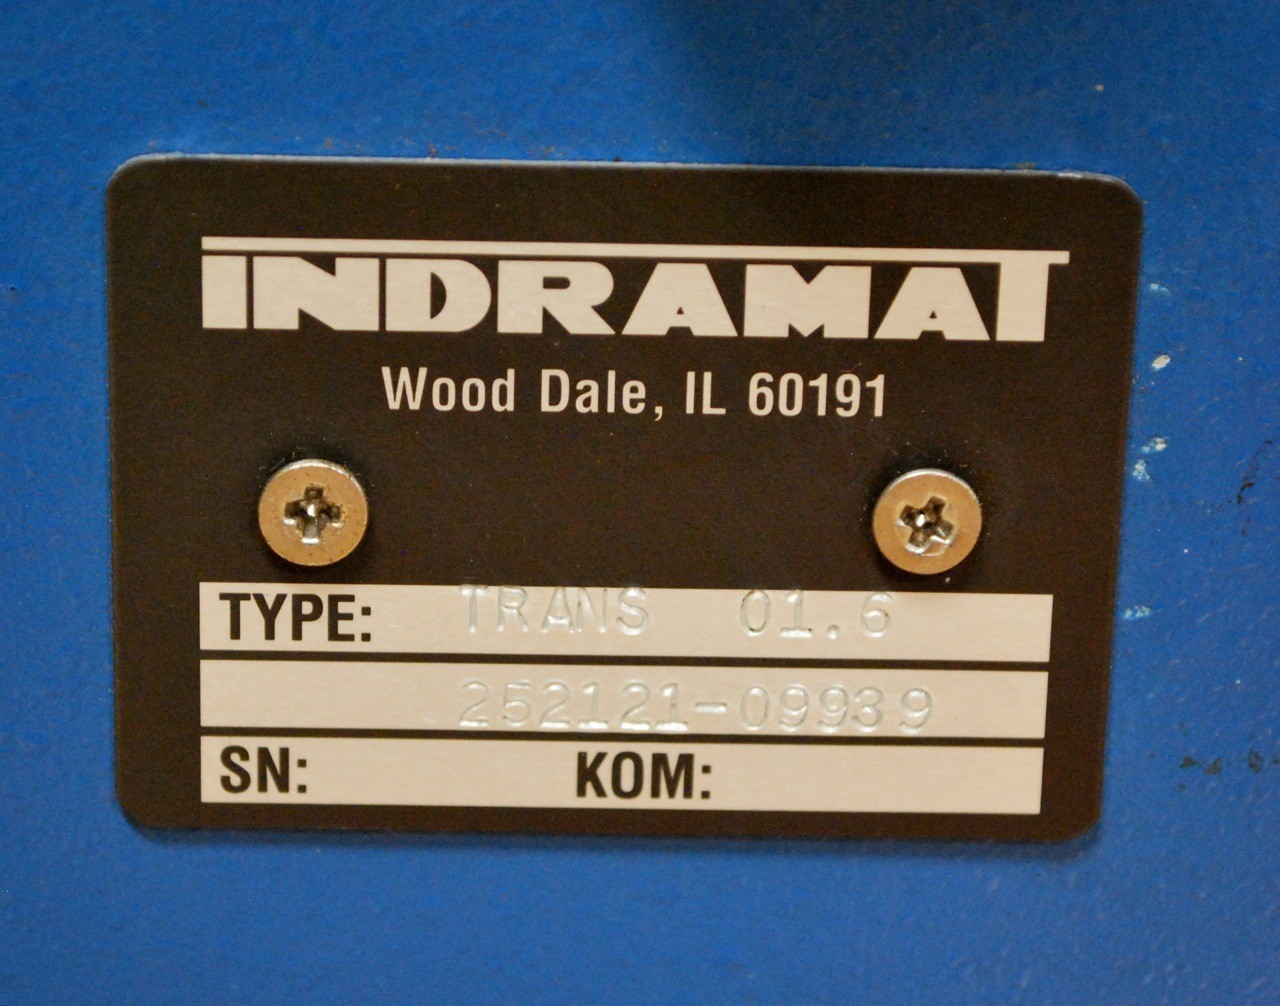 INDRAMAT
Wood Dale, IL 60191
TYPE: TRANS 01.6
252121-09939
SN: KOM: